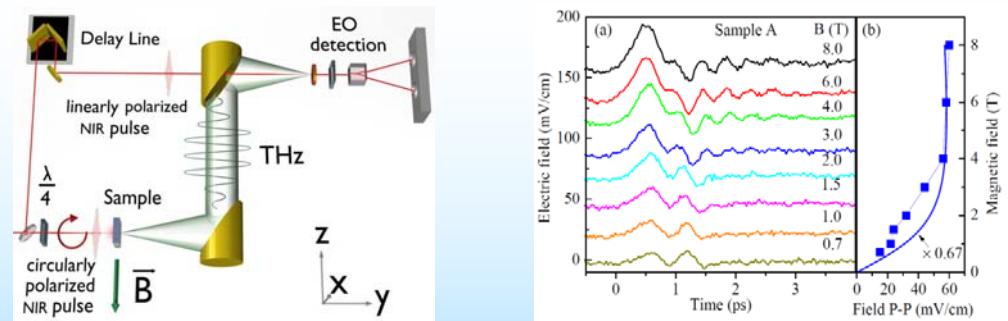 Delay Line
EO
detection
linearly polarized
NIR pulse
THz
λ
4
Sample
circularly
polarized
NIR pulse
B
z
x
y
(a)
Sample A
B (T)
8.0
6.0
4.0
3.0
2.0
1.5
1.0
0.7
200
150
100
50
0
Electric field (mV/cm)
0
1
2
3
Time (ps)
(b)
×0.67
8
6
4
2
0
Magnetic field (T)
0 20 40 60
Field P-P (mV/cm)